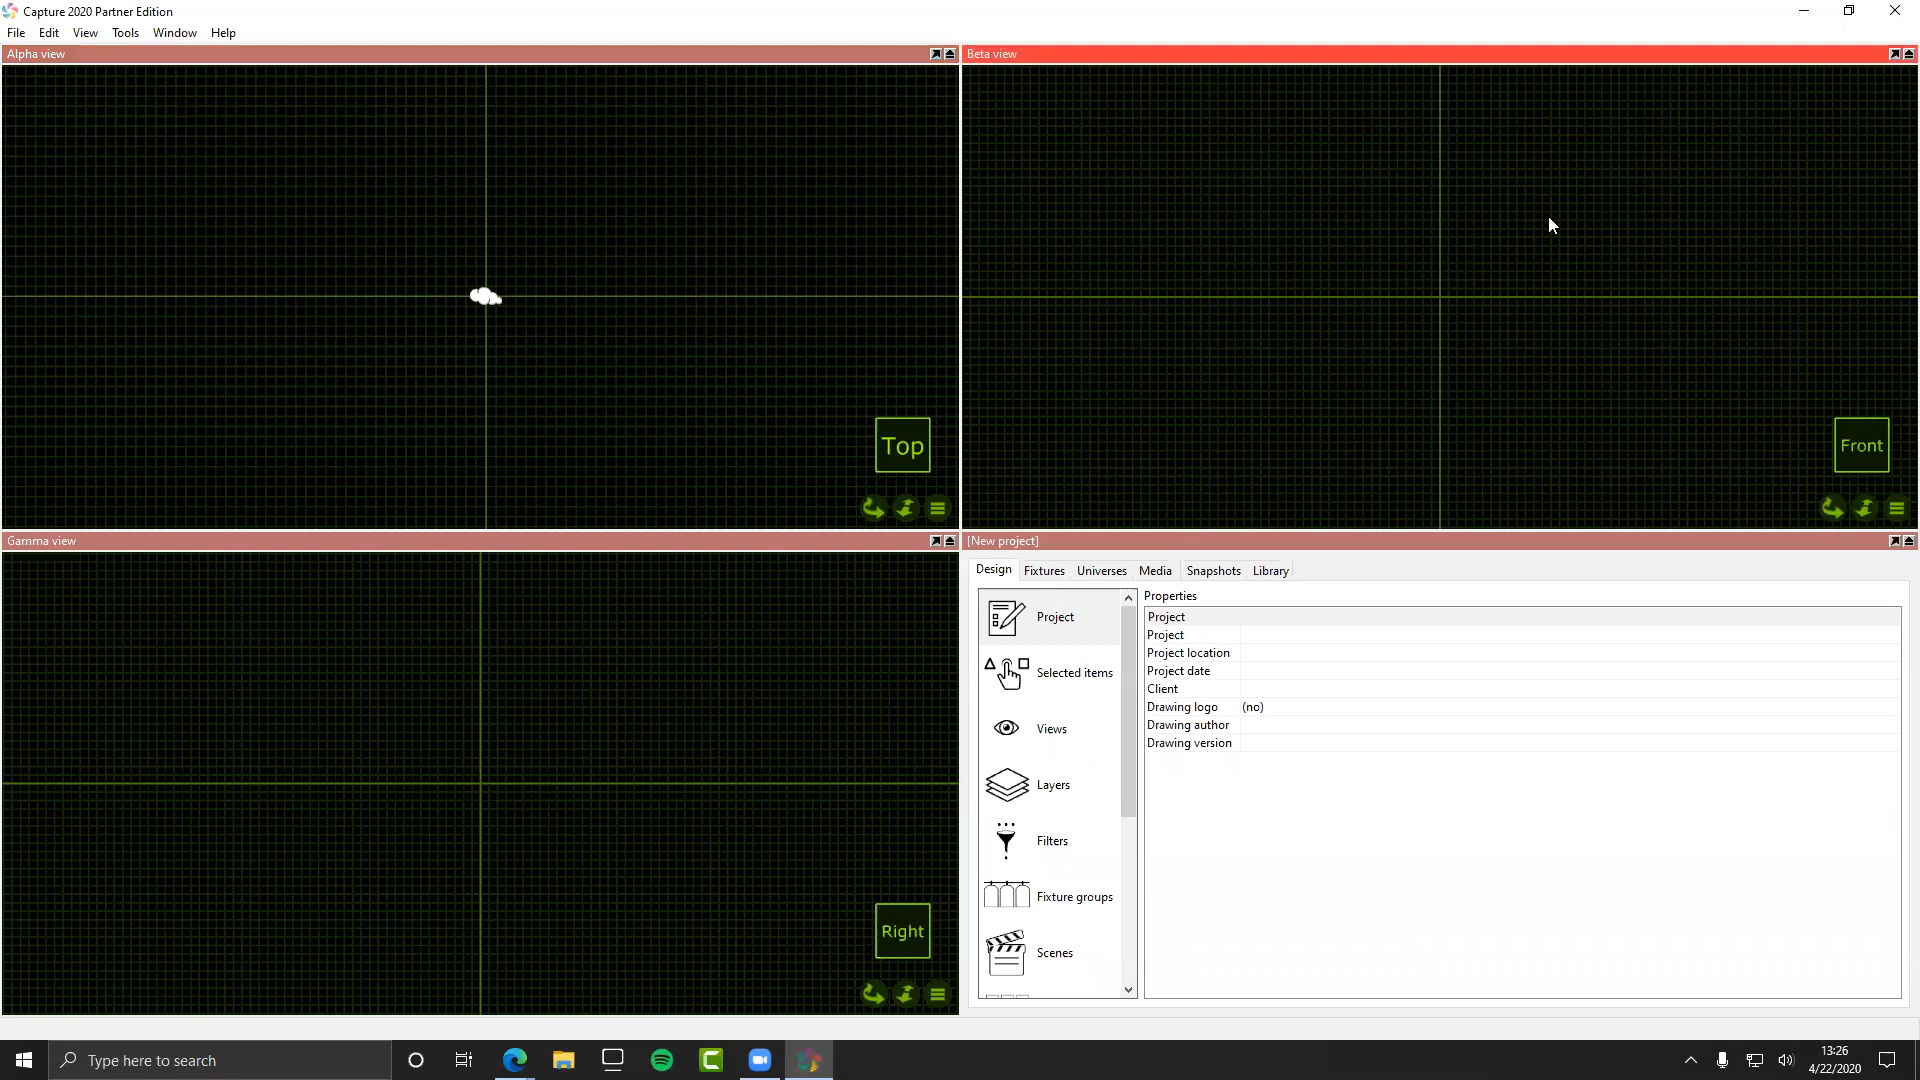 Capture 2020 Partner Edition
File Edit View Tools Window Help
Alpha view
Beta view
Top
Front
Gamma view
Right
[New project]
Design Fixtures Universes Media Snapshots Library
Project
Selected items
Views
Layers
Filters
Fixture groups
Scenes
Properties
Project
Project
Project location
Project date
Client
Drawing logo (no)
Drawing author
Drawing version
Type here to search
13:26
4/22/2020